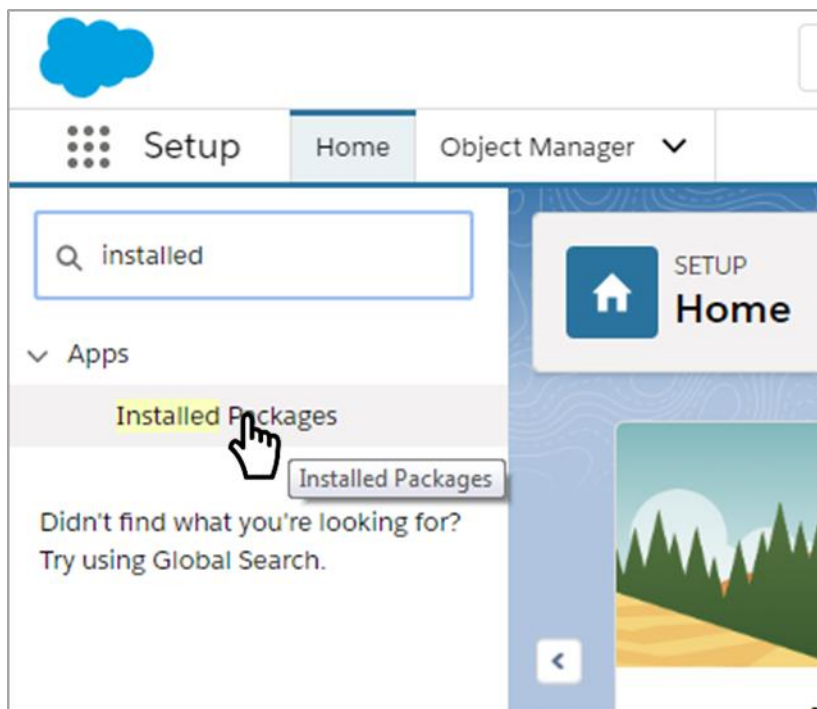 Setup
Home
Object Manager
installed
SETUP
Home
Apps
Installed Packages
Installed Packages
Didn't find what you're looking for?
Try using Global Search.